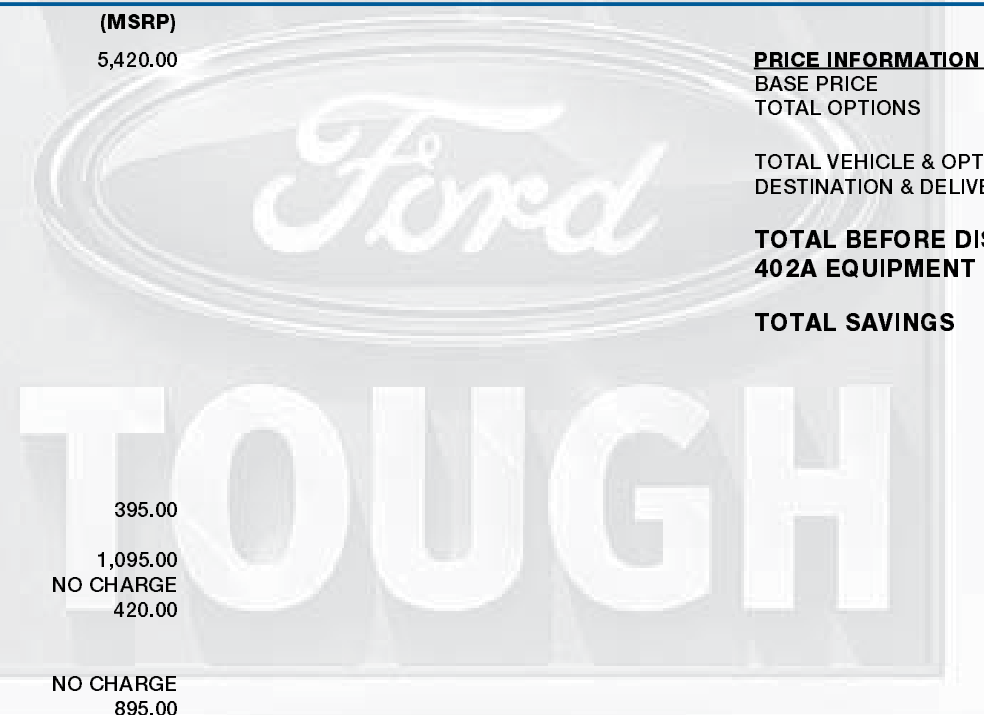 (MSRP)
5,420.00
395.00
1,095.00
NO CHARGE
420.00
NO CHARGE
895.00
PRICE INFORMATION
BASE PRICE
TOTAL OPTIONS
TOTAL VEHICLE & OPT
DESTINATION & DELIVE
TOTAL BEFORE DIS
402A EQUIPMENT
TOTAL SAVINGS
Ford
TOUGH